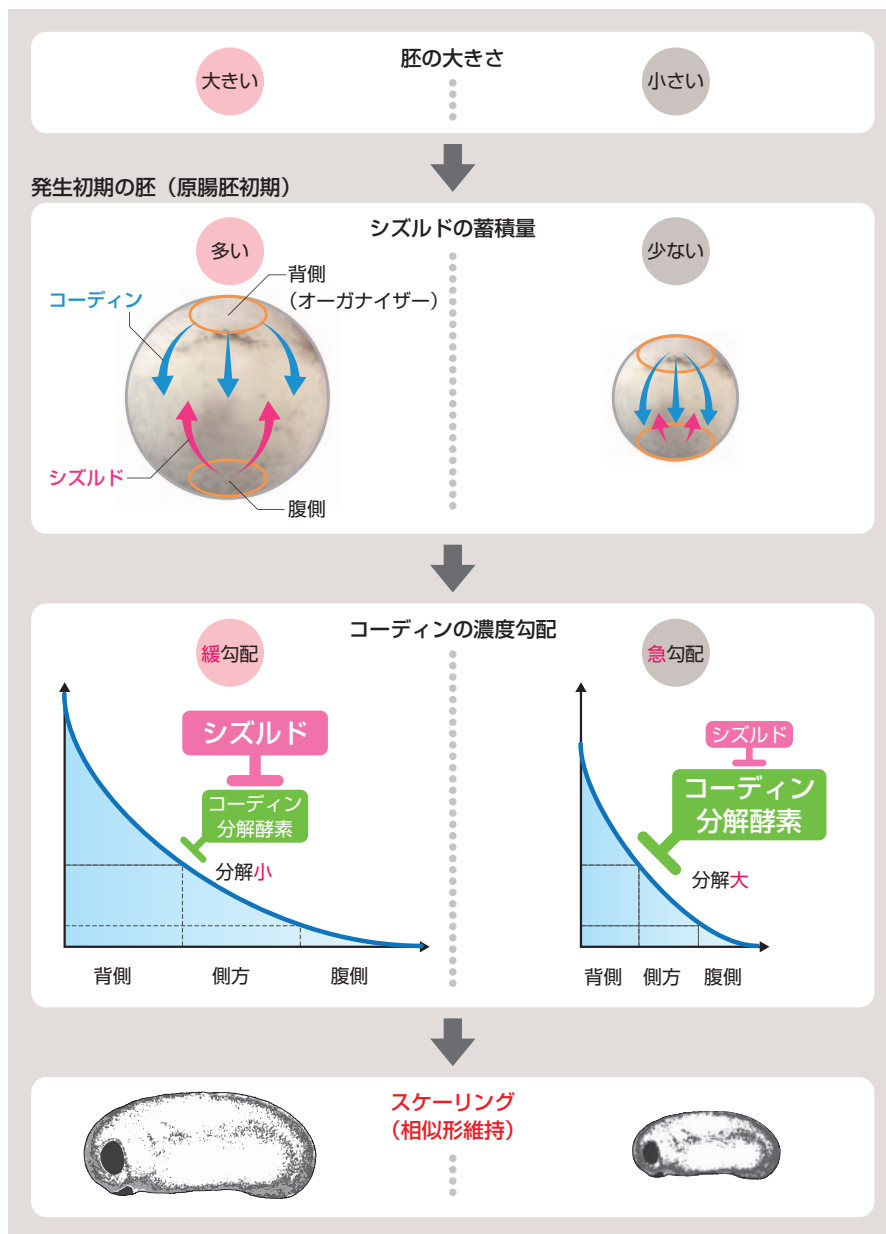 胚の大きさ
大きい
小さい
発生初期の胚（原腸胚初期）
シズルドの蓄積量
多い
少ない
背側
（オーガナイザー）
コーディン
シズルド
腹側
コーディンの濃度勾配
緩勾配
急勾配
シズルド
コーディン
分解酵素
分解小
背側
側方
腹側
シズルド
コーディン
分解酵素
分解大
背側
側方
腹側
スケーリング
（相似形維持）